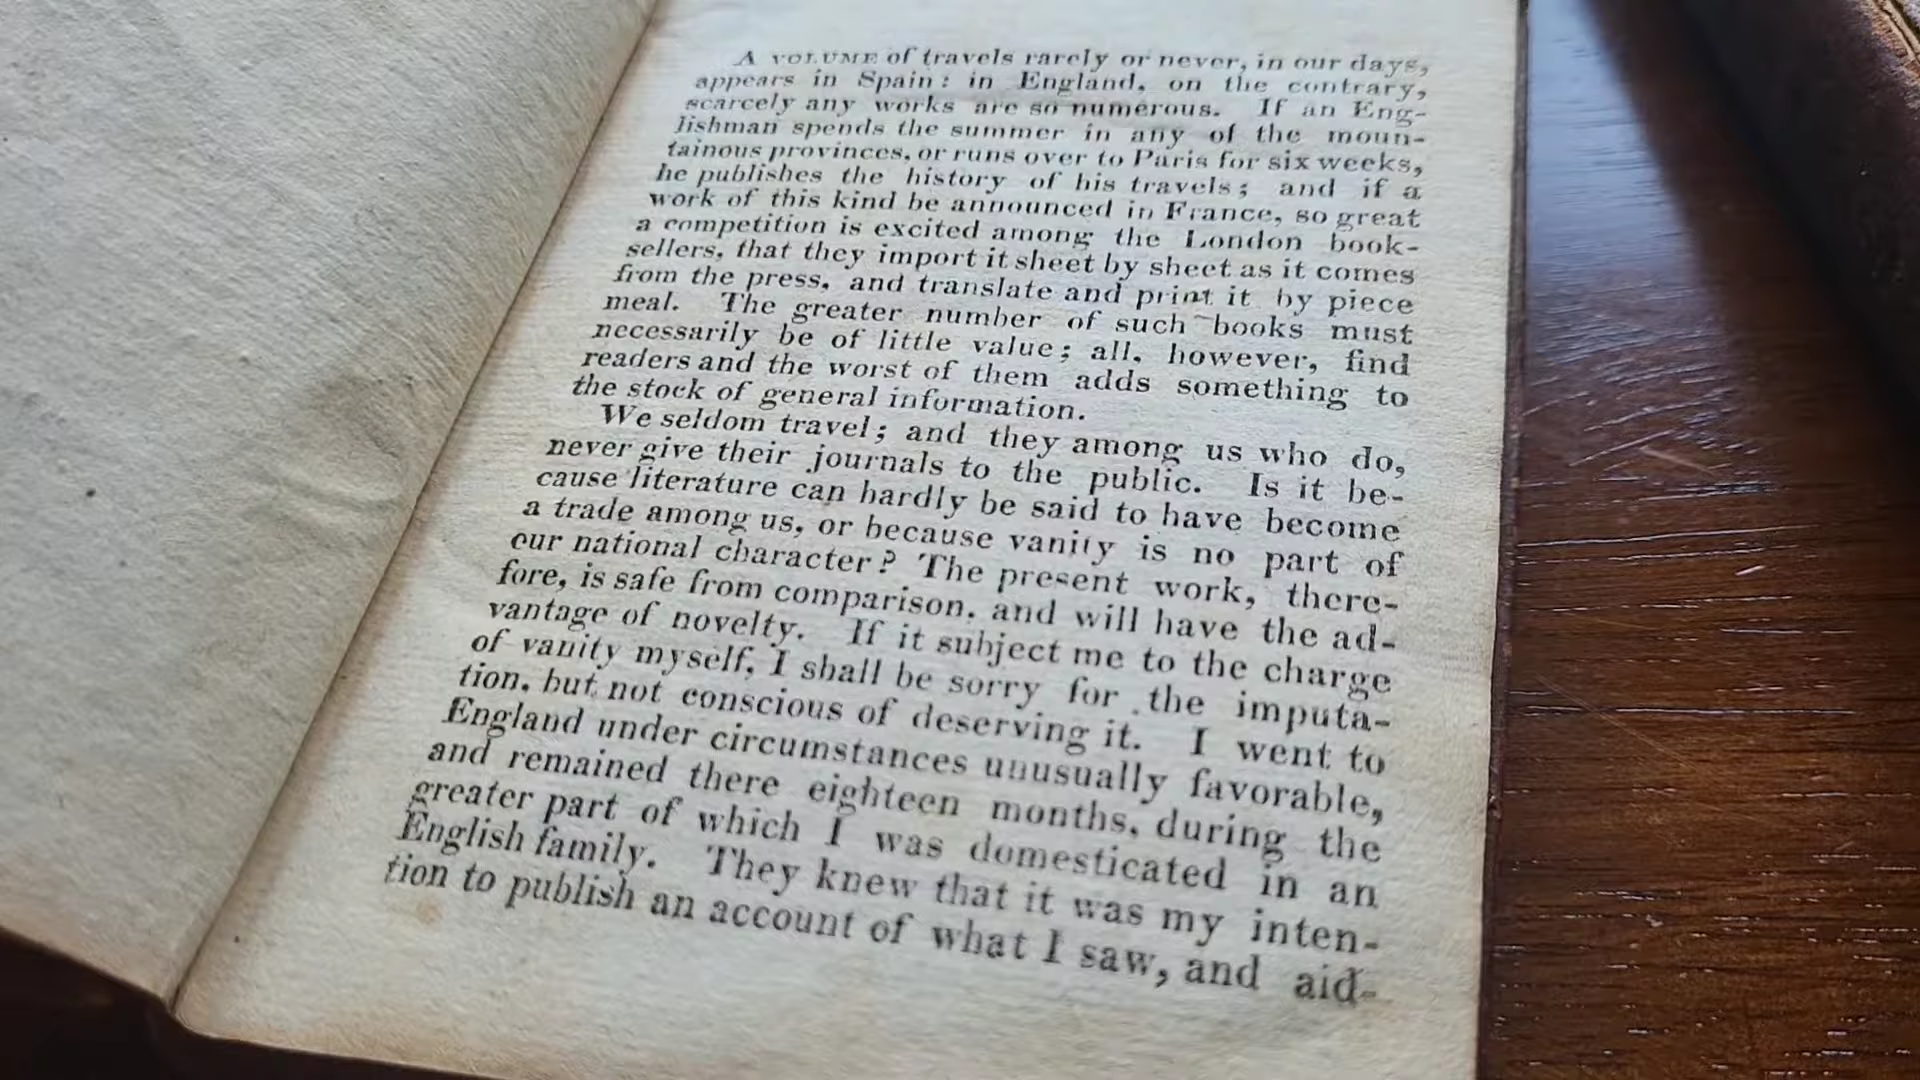 A VOLUME of travels rarely or never, in our days,
appears in Spain: in England, on the contrary,
scarcely any works are so numerous. If an Eng-
lishman spends the summer in any of the moun-
tainous provinces, or runs over to Paris for six weeks,
he publishes the history of his travels; and if a
work of this kind be announced in France, so great
a competition is excited among the London book-
sellers, that they import it sheet by sheet as it comes
from the press, and translate and print it by piece
meal. The greater number of such books must
necessarily be of little value; all, however, find
readers and the worst of them adds something to
the stock of general information.
We seldom travel; and they among us who do,
never give their journals to the public. Is it be-
cause literature can hardly be said to have become
a trade among us, or because vanity is no part of
our national character? The present work, there-
fore, is safe from comparison, and will have the ad-
vantage of novelty. If it subject me to the charge
of vanity myself, I shall be sorry for the imputa-
tion, but not conscious of deserving it. I went to
England under circumstances unusually favorable,
and remained there eighteen months, during the
greater part of which I was domesticated in an
English family. They knew that it was my inten-
tion to publish an account of what I saw, and aid-